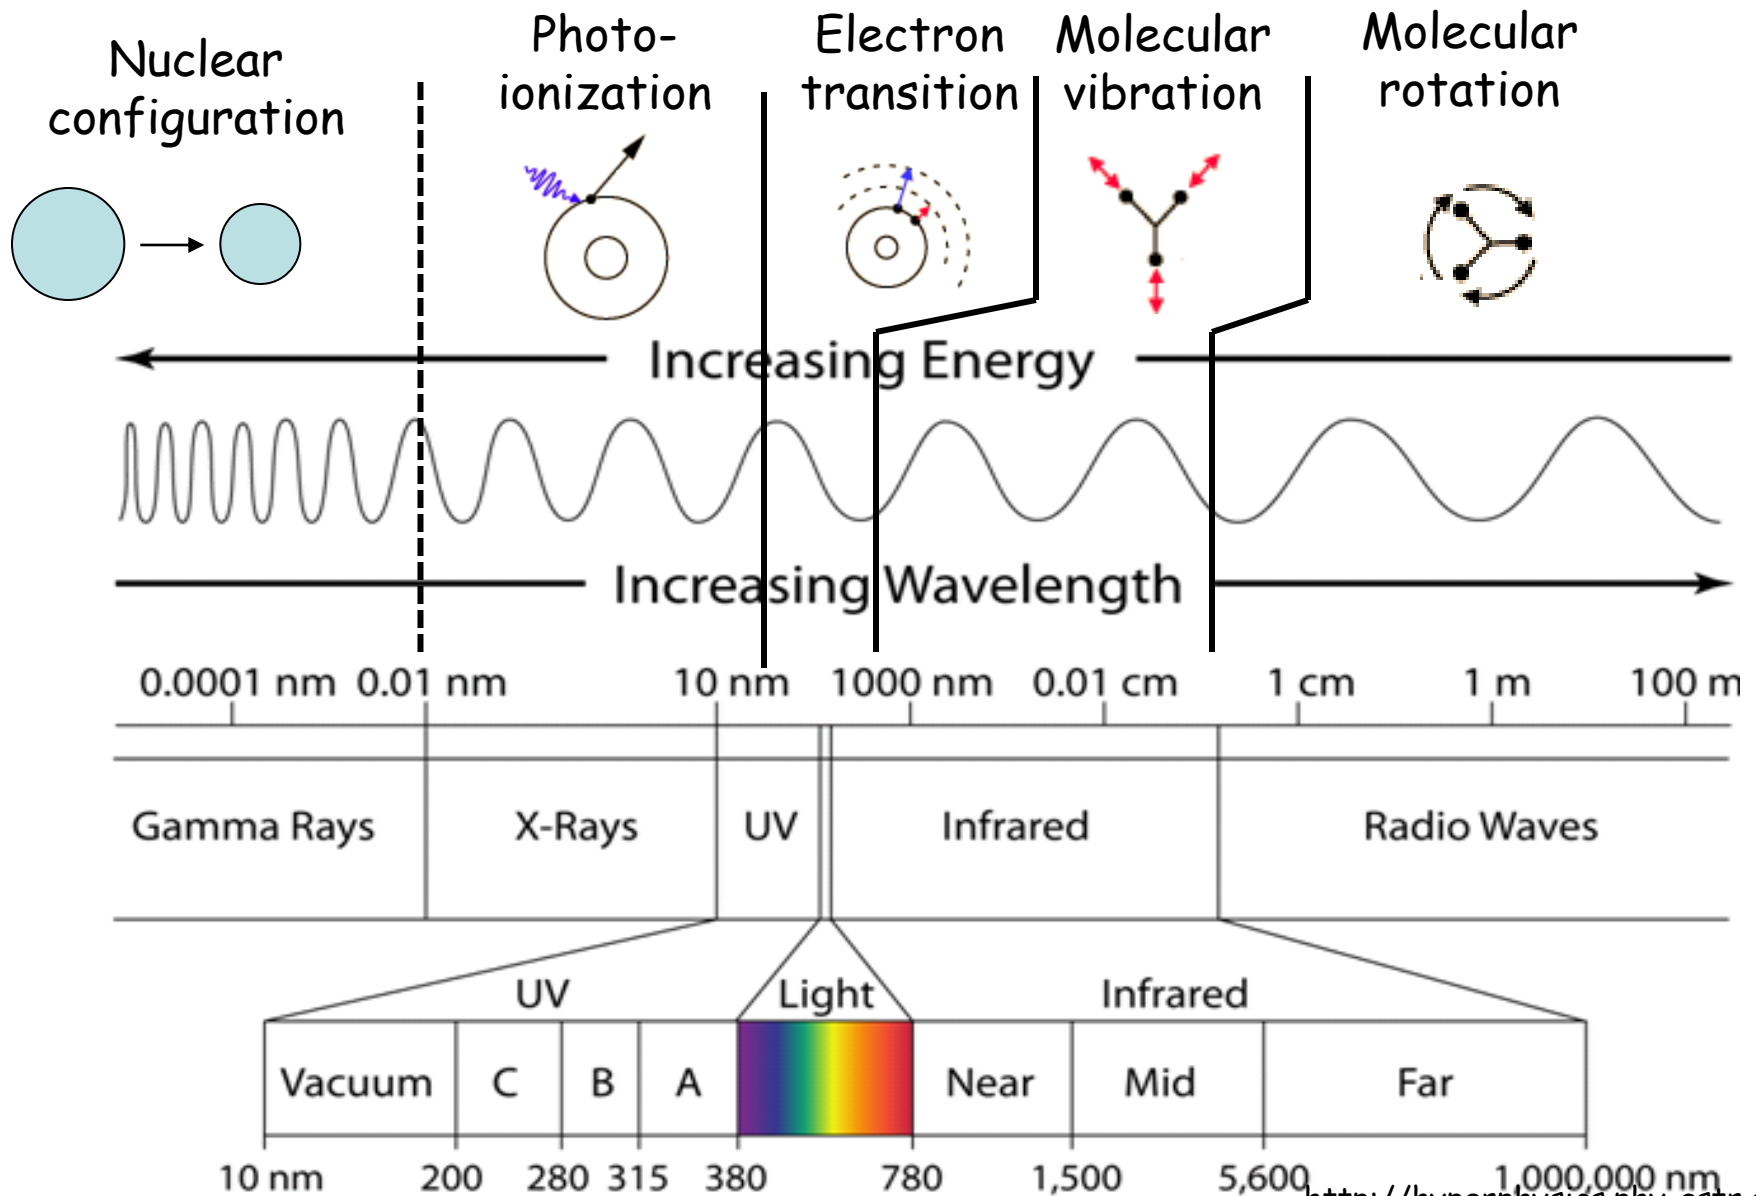 Nuclear
configuration
Photo-
ionization
Electron
transition
Molecular
vibration
Molecular
rotation
Increasing Energy
Increasing Wavelength
0.0001 nm 0.01 nm 10 nm 1000 nm 0.01 cm 1 cm 1 m 100 m
Gamma Rays X-Rays UV Infrared Radio Waves
UV Light Infrared
Vacuum C B A Near Mid Far
10 nm 200 280 315 380 780 1,500 5,600 1,000,000 nm